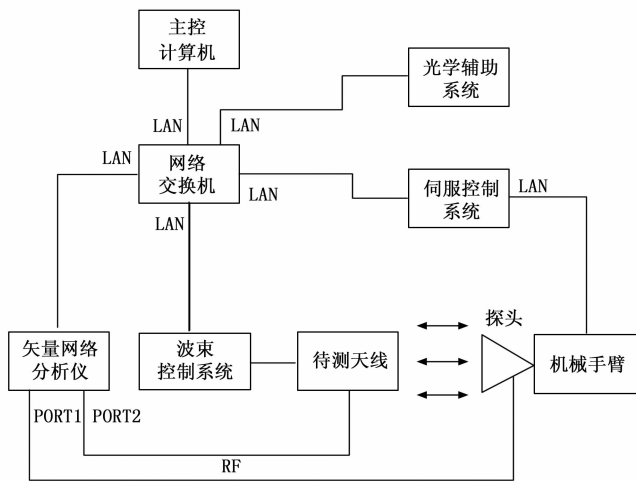 主控
计算机
光学辅助
系统
LAN
LAN
LAN
网络
交换机
LAN
伺服控制
系统
LAN
LAN
探头
矢量网络
分析仪
波束
控制系统
待测天线
机械手臂
PORT1
PORT2
RF